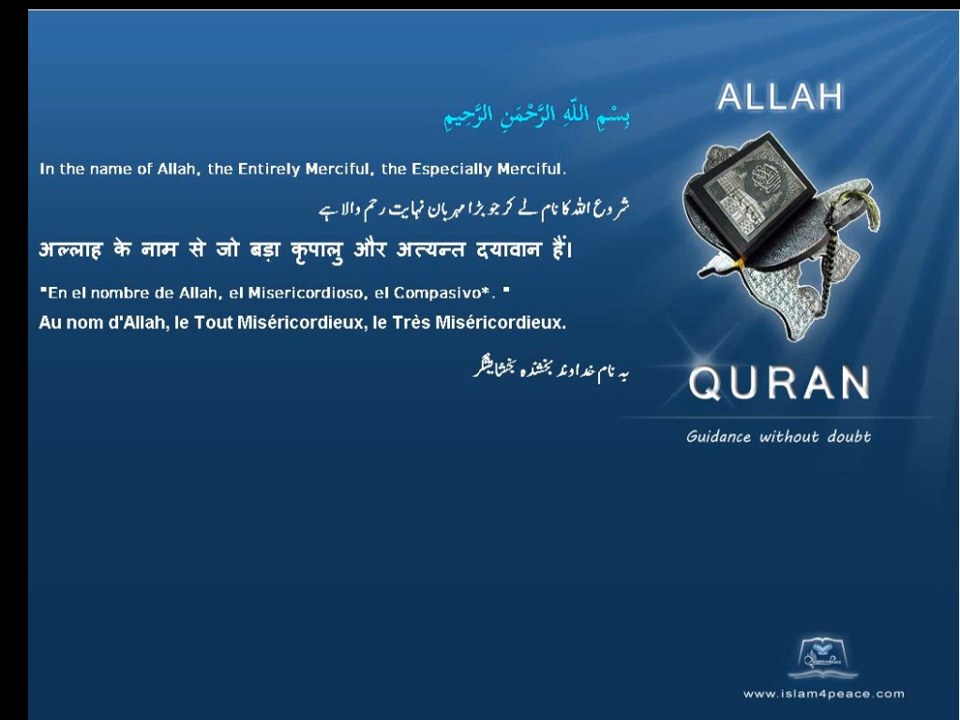 بِسْمِ اللّهِ الرَّحْمَنِ الرَّحِيمِ
In the name of Allah, the Entirely Merciful, the Especially Merciful.
شروع الله کا نام لے کر جو بڑا مہربان نہایت رحم والا ہے
अल्लाह के नाम से जो बड़ा कृपालु और अत्यन्त दयावान हैं।
"En el nombre de Allah, el Misericordioso, el Compasivo*. "
Au nom d'Allah, le Tout Miséricordieux, le Très Miséricordieux.
به نام خداوند بخشنده بخشایشگر
ALLAH
QURAN
Guidance without doubt
www.islam4peace.com